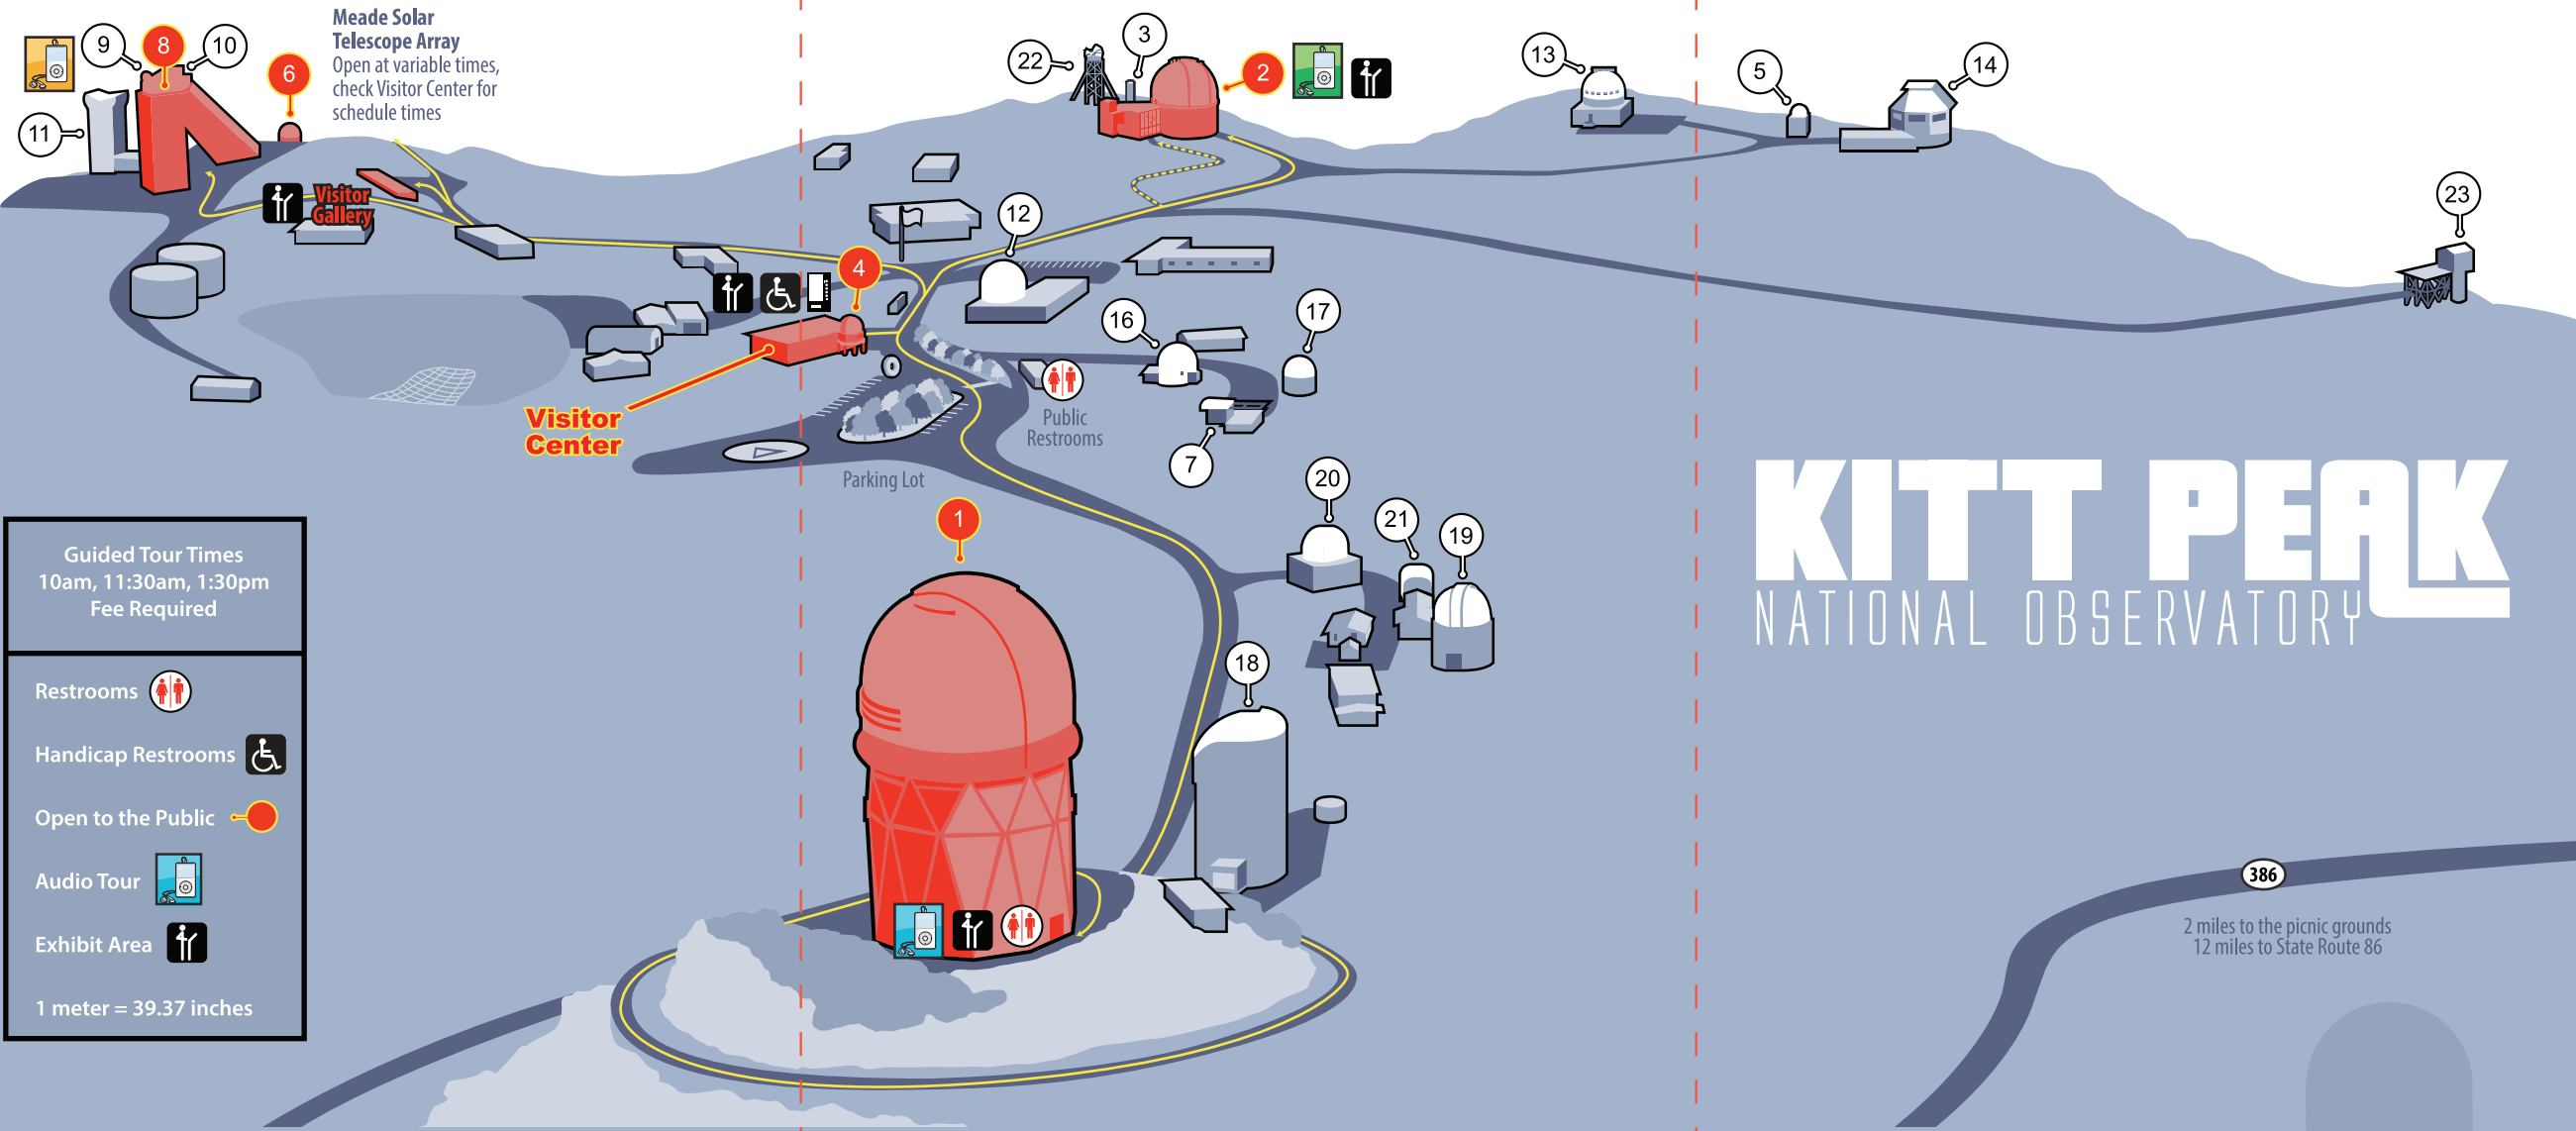 Meade Solar
Telescope Array
Open at variable times,
check Visitor Center for
schedule times
9
8
10
6
11
22
3
2
13
5
14
23
Visitor
Gallery
12
4
16
17
Visitor
Center
Public
Restrooms
7
Parking Lot
20
21
19
1
18
KITT PEAK
NATIONAL OBSERVATORY
Guided Tour Times
10am, 11:30am, 1:30pm
Fee Required
Restrooms
Handicap Restrooms
Open to the Public
Audio Tour
Exhibit Area
1 meter = 39.37 inches
386
2 miles to the picnic grounds
12 miles to State Route 86